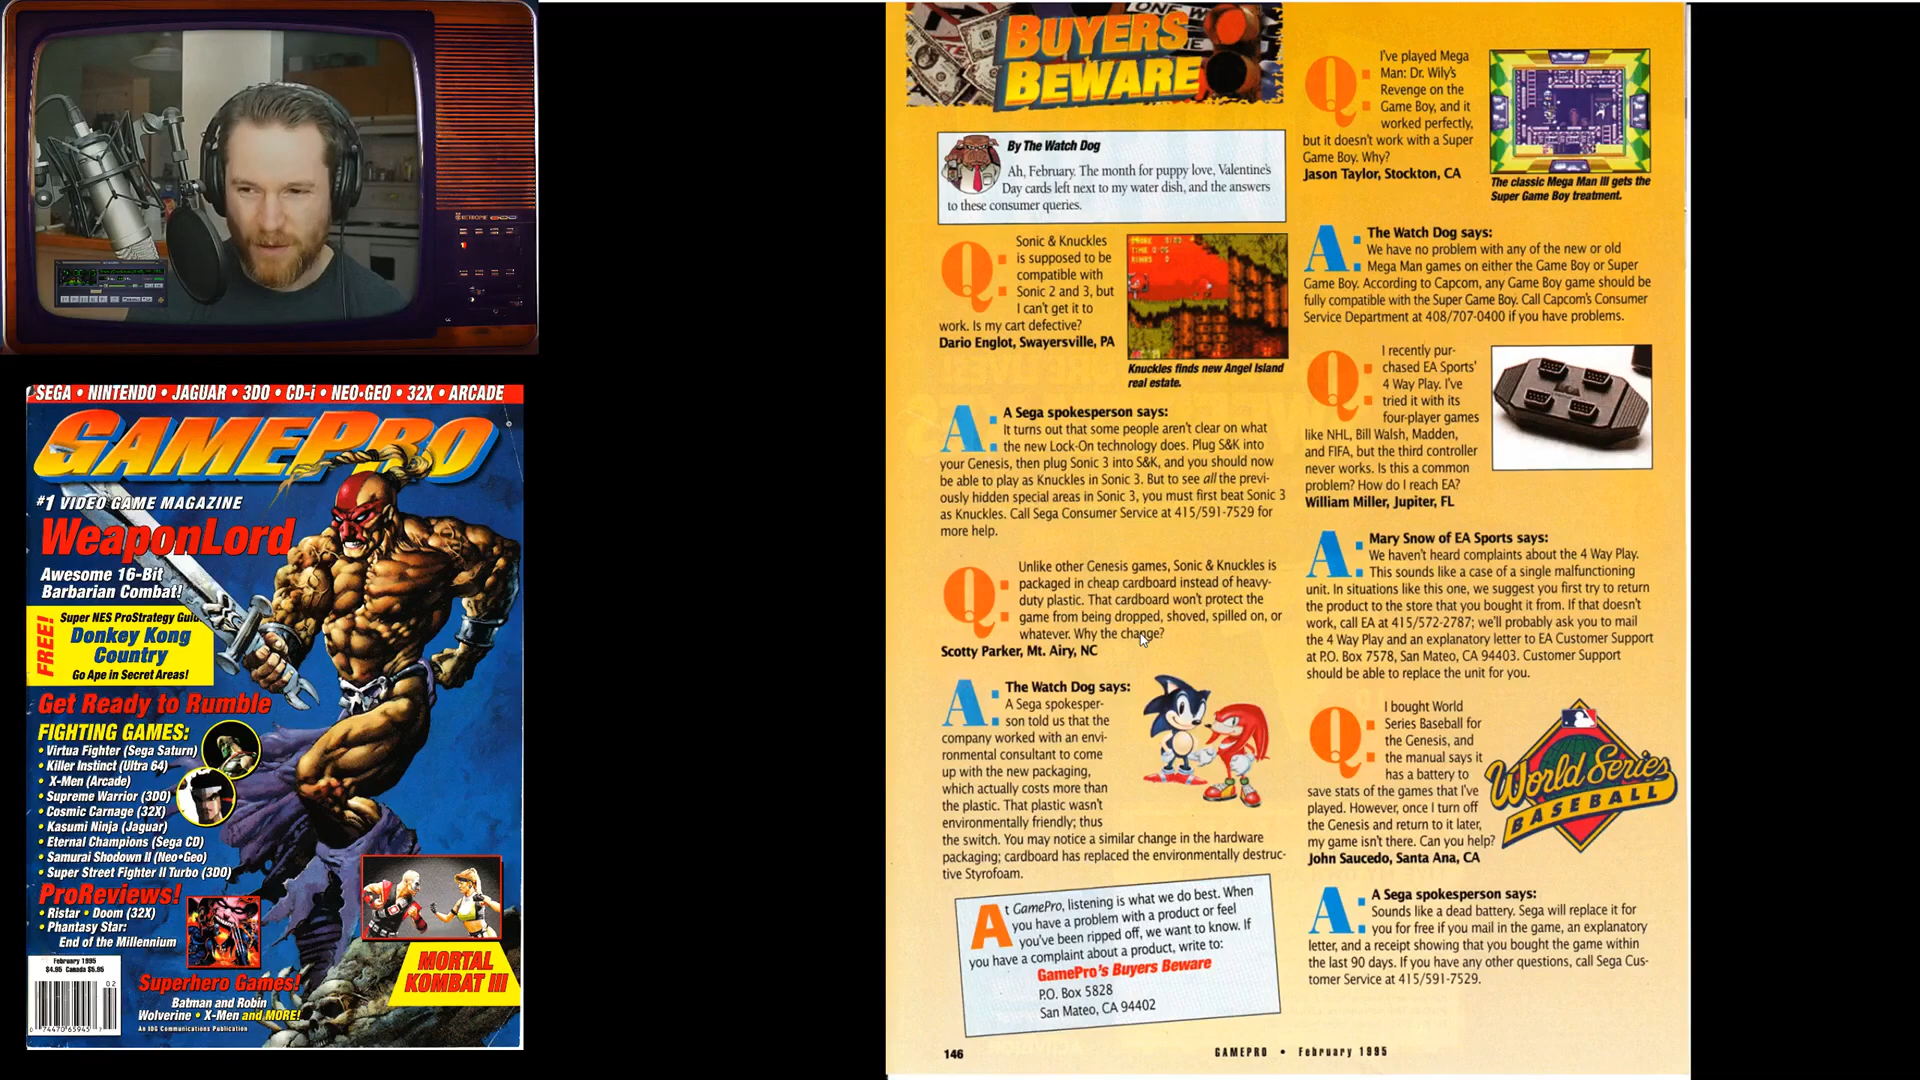 SEGA • NINTENDO • JAGUAR • 3DO • CD-i • NEO•GEO • 32X • ARCADE
GAMEPRO
#1 VIDEO GAME MAGAZINE
WeaponLord
Awesome 16-Bit
Barbarian Combat!
FREE!
Super NES ProStrategy Guide
Donkey Kong
Country
Go Ape in Secret Areas!
Get Ready to Rumble
FIGHTING GAMES:
• Virtua Fighter (Sega Saturn)
• Killer Instinct (Ultra 64)
• X-Men (Arcade)
• Supreme Warrior (3DO)
• Cosmic Carnage (32X)
• Kasumi Ninja (Jaguar)
• Eternal Champions (Sega CD)
• Samurai Shodown II (Neo•Geo)
• Super Street Fighter II Turbo (3DO)
ProReviews!
• Ristar • Doom (32X)
• Phantasy Star:
End of the Millennium
February 1995
$4.95 Canada $5.95
02
0 74470 65945 7
Superhero Games!
Batman and Robin
Wolverine • X-Men and MORE!
An IDG Communications Publication
MORTAL
KOMBAT III
BUYERS
BEWARE
By The Watch Dog
Ah, February. The month for puppy love, Valentine's
Day cards left next to my water dish, and the answers
to these consumer queries.
Q: Sonic & Knuckles
is supposed to be
compatible with
Sonic 2 and 3, but
I can't get it to
work. Is my cart defective?
Dario Englot, Swayersville, PA
Knuckles finds new Angel Island
real estate.
A: A Sega spokesperson says:
It turns out that some people aren't clear on what
the new Lock-On technology does. Plug S&K into
your Genesis, then plug Sonic 3 into S&K, and you should now
be able to play as Knuckles in Sonic 3. But to see all the previ-
ously hidden special areas in Sonic 3, you must first beat Sonic 3
as Knuckles. Call Sega Consumer Service at 415/591-7529 for
more help.
Q: Unlike other Genesis games, Sonic & Knuckles is
packaged in cheap cardboard instead of heavy-
duty plastic. That cardboard won't protect the
game from being dropped, shoved, spilled on, or
whatever. Why the change?
Scotty Parker, Mt. Airy, NC
A: The Watch Dog says:
A Sega spokesper-
son told us that the
company worked with an envi-
ronmental consultant to come
up with the new packaging,
which actually costs more than
the plastic. That plastic wasn't
environmentally friendly; thus
the switch. You may notice a similar change in the hardware
packaging; cardboard has replaced the environmentally destruc-
tive Styrofoam.
At GamePro, listening is what we do best. When
you have a problem with a product or feel
you've been ripped off, we want to know. If
you have a complaint about a product, write to:
GamePro's Buyers Beware
P.O. Box 5828
San Mateo, CA 94402
Q: I've played Mega
Man: Dr. Wily's
Revenge on the
Game Boy, and it
worked perfectly,
but it doesn't work with a Super
Game Boy. Why?
Jason Taylor, Stockton, CA
The classic Mega Man III gets the
Super Game Boy treatment.
A: The Watch Dog says:
We have no problem with any of the new or old
Mega Man games on either the Game Boy or Super
Game Boy. According to Capcom, any Game Boy game should be
fully compatible with the Super Game Boy. Call Capcom's Consumer
Service Department at 408/707-0400 if you have problems.
Q: I recently pur-
chased EA Sports'
4 Way Play. I've
tried it with its
four-player games
like NHL, Bill Walsh, Madden,
and FIFA, but the third controller
never works. Is this a common
problem? How do I reach EA?
William Miller, Jupiter, FL
A: Mary Snow of EA Sports says:
We haven't heard complaints about the 4 Way Play.
This sounds like a case of a single malfunctioning
unit. In situations like this one, we suggest you first try to return
the product to the store that you bought it from. If that doesn't
work, call EA at 415/572-2787; we'll probably ask you to mail
the 4 Way Play and an explanatory letter to EA Customer Support
at P.O. Box 7578, San Mateo, CA 94403. Customer Support
should be able to replace the unit for you.
Q: I bought World
Series Baseball for
the Genesis, and
the manual says it
has a battery to
save stats of the games that I've
played. However, once I turn off
the Genesis and return to it later,
my game isn't there. Can you help?
John Saucedo, Santa Ana, CA
World Series
BASEBALL
A: A Sega spokesperson says:
Sounds like a dead battery. Sega will replace it for
you for free if you mail in the game, an explanatory
letter, and a receipt showing that you bought the game within
the last 90 days. If you have any other questions, call Sega Cus-
tomer Service at 415/591-7529.
146
GAMEPRO • February 1995